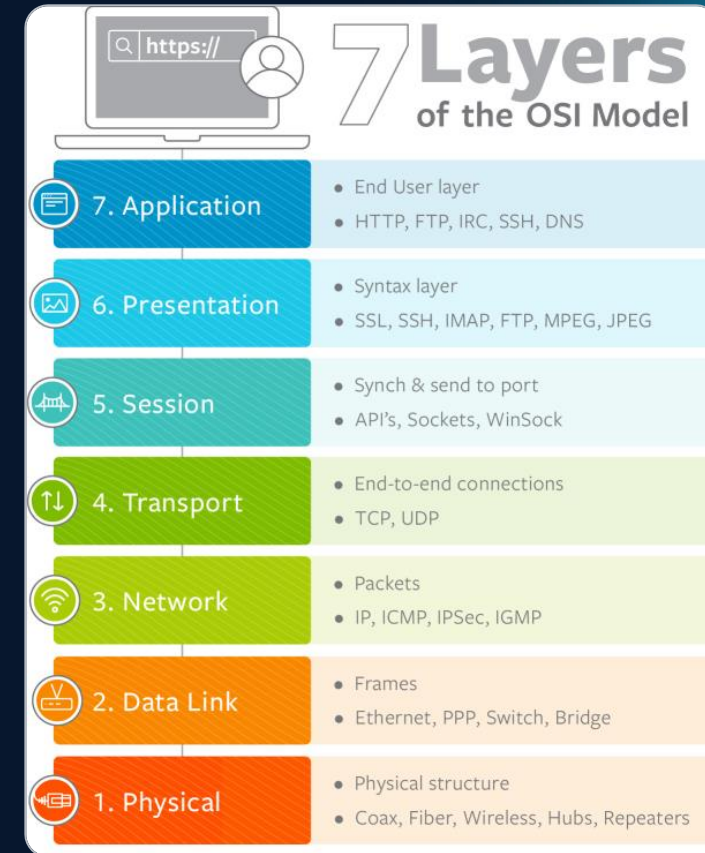 https://
7 Layers
of the OSI Model
7. Application
• End User layer
• HTTP, FTP, IRC, SSH, DNS
6. Presentation
• Syntax layer
• SSL, SSH, IMAP, FTP, MPEG, JPEG
5. Session
• Synch & send to port
• API's, Sockets, WinSock
4. Transport
• End-to-end connections
• TCP, UDP
3. Network
• Packets
• IP, ICMP, IPSec, IGMP
2. Data Link
• Frames
• Ethernet, PPP, Switch, Bridge
1. Physical
• Physical structure
• Coax, Fiber, Wireless, Hubs, Repeaters